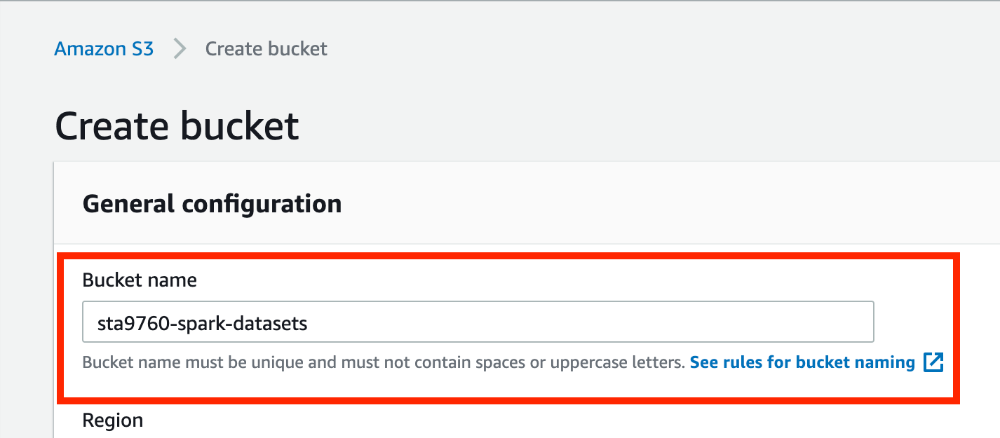 Amazon S3 > Create bucket
Create bucket
General configuration
Bucket name
sta9760-spark-datasets
Bucket name must be unique and must not contain spaces or uppercase letters. See rules for bucket naming
Region